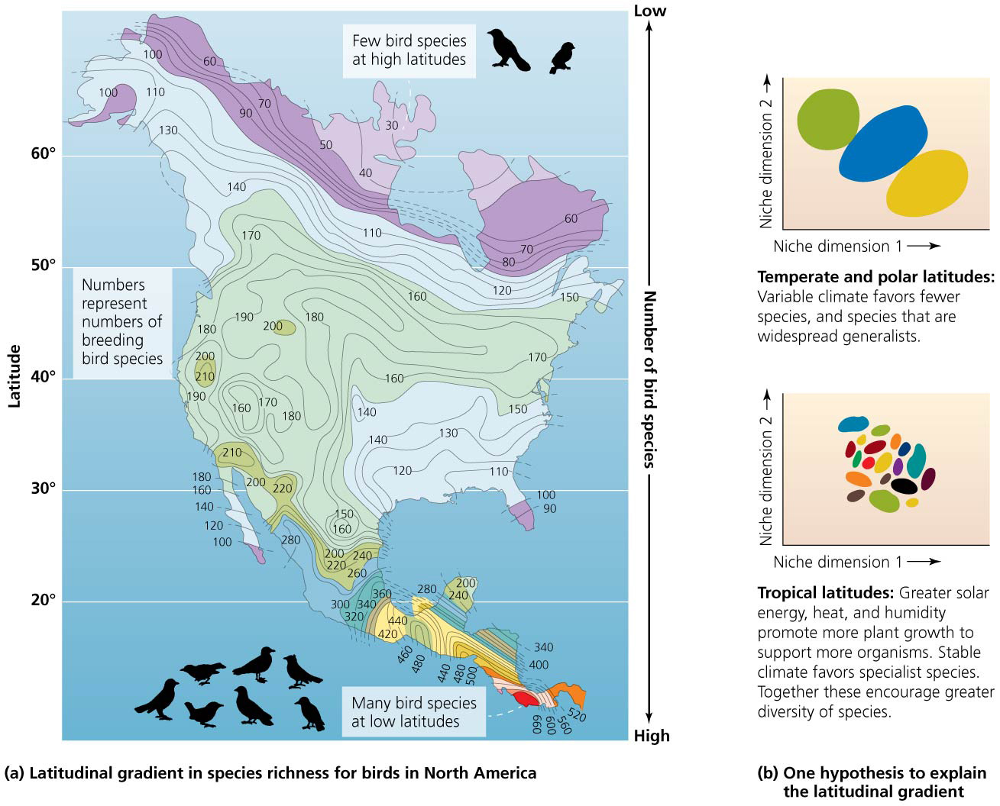 Low
Few bird species
at high latitudes
100
60
100
110
70
90
130
30
50
60°
40
140
60
110
170
70
80
50°
120
160
150
Numbers
represent
numbers of
breeding
bird species
190
180
200
180
200
170
210
40°
160
190
170
160
150
140
180
130
140
210
120
110
180
200
220
30°
160
100
140
90
150
120
160
280
100
200
240
220
260
200
280
240
360
20°
300
340
320
440
420
340
460
480
400
440
480
500
Many bird species
at low latitudes
520
560
600
660
High
Latitude
Number of bird species
(a) Latitudinal gradient in species richness for birds in North America
Niche dimension 2
Niche dimension 1
Temperate and polar latitudes:
Variable climate favors fewer
species, and species that are
widespread generalists.
Niche dimension 2
Niche dimension 1
Tropical latitudes: Greater solar
energy, heat, and humidity
promote more plant growth to
support more organisms. Stable
climate favors specialist species.
Together these encourage greater
diversity of species.
(b) One hypothesis to explain
the latitudinal gradient